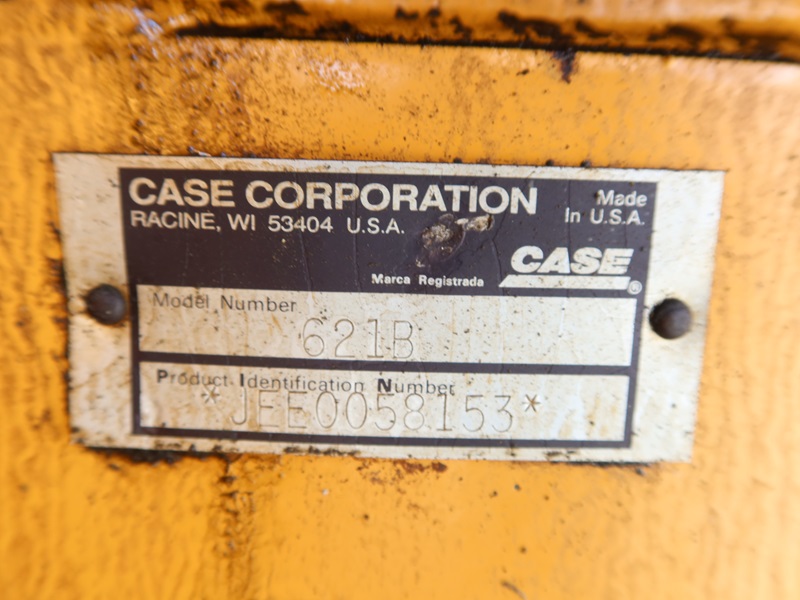 CASE CORPORATION
RACINE, WI 53404 U.S.A.
Made
In U.S.A.
Marca Registrada
CASE®
Model Number
621B
Product Identification Number
*JEE0058153*